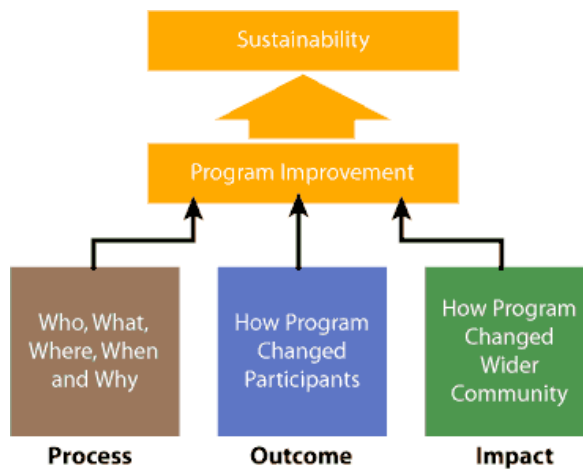 Sustainability
Program Improvement
Who, What,
Where, When
and Why
How Program
Changed
Participants
How Program
Changed
Wider
Community
Process
Outcome
Impact